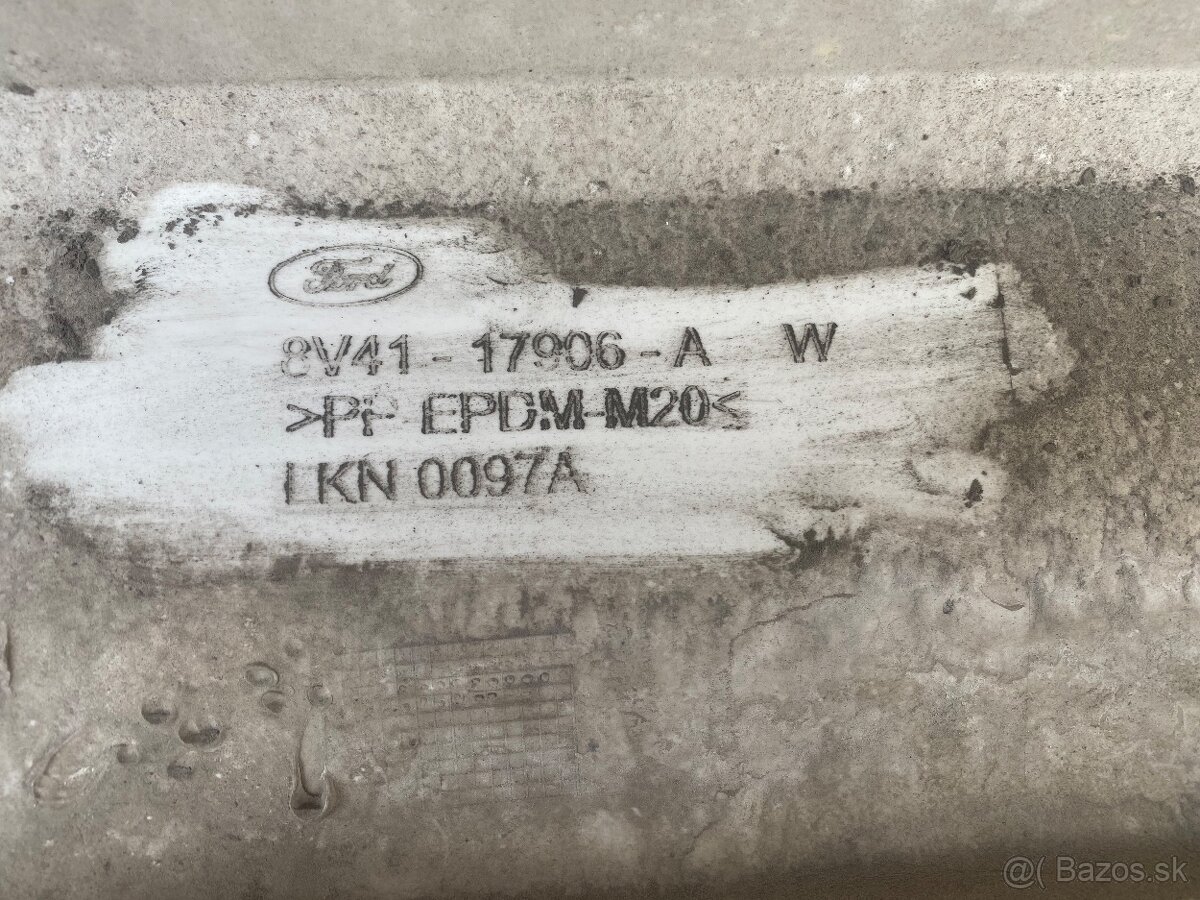 Ford
8V41-17906-A W
>PP EPDM-M20<
LKN 0097A
@( Bazos.sk